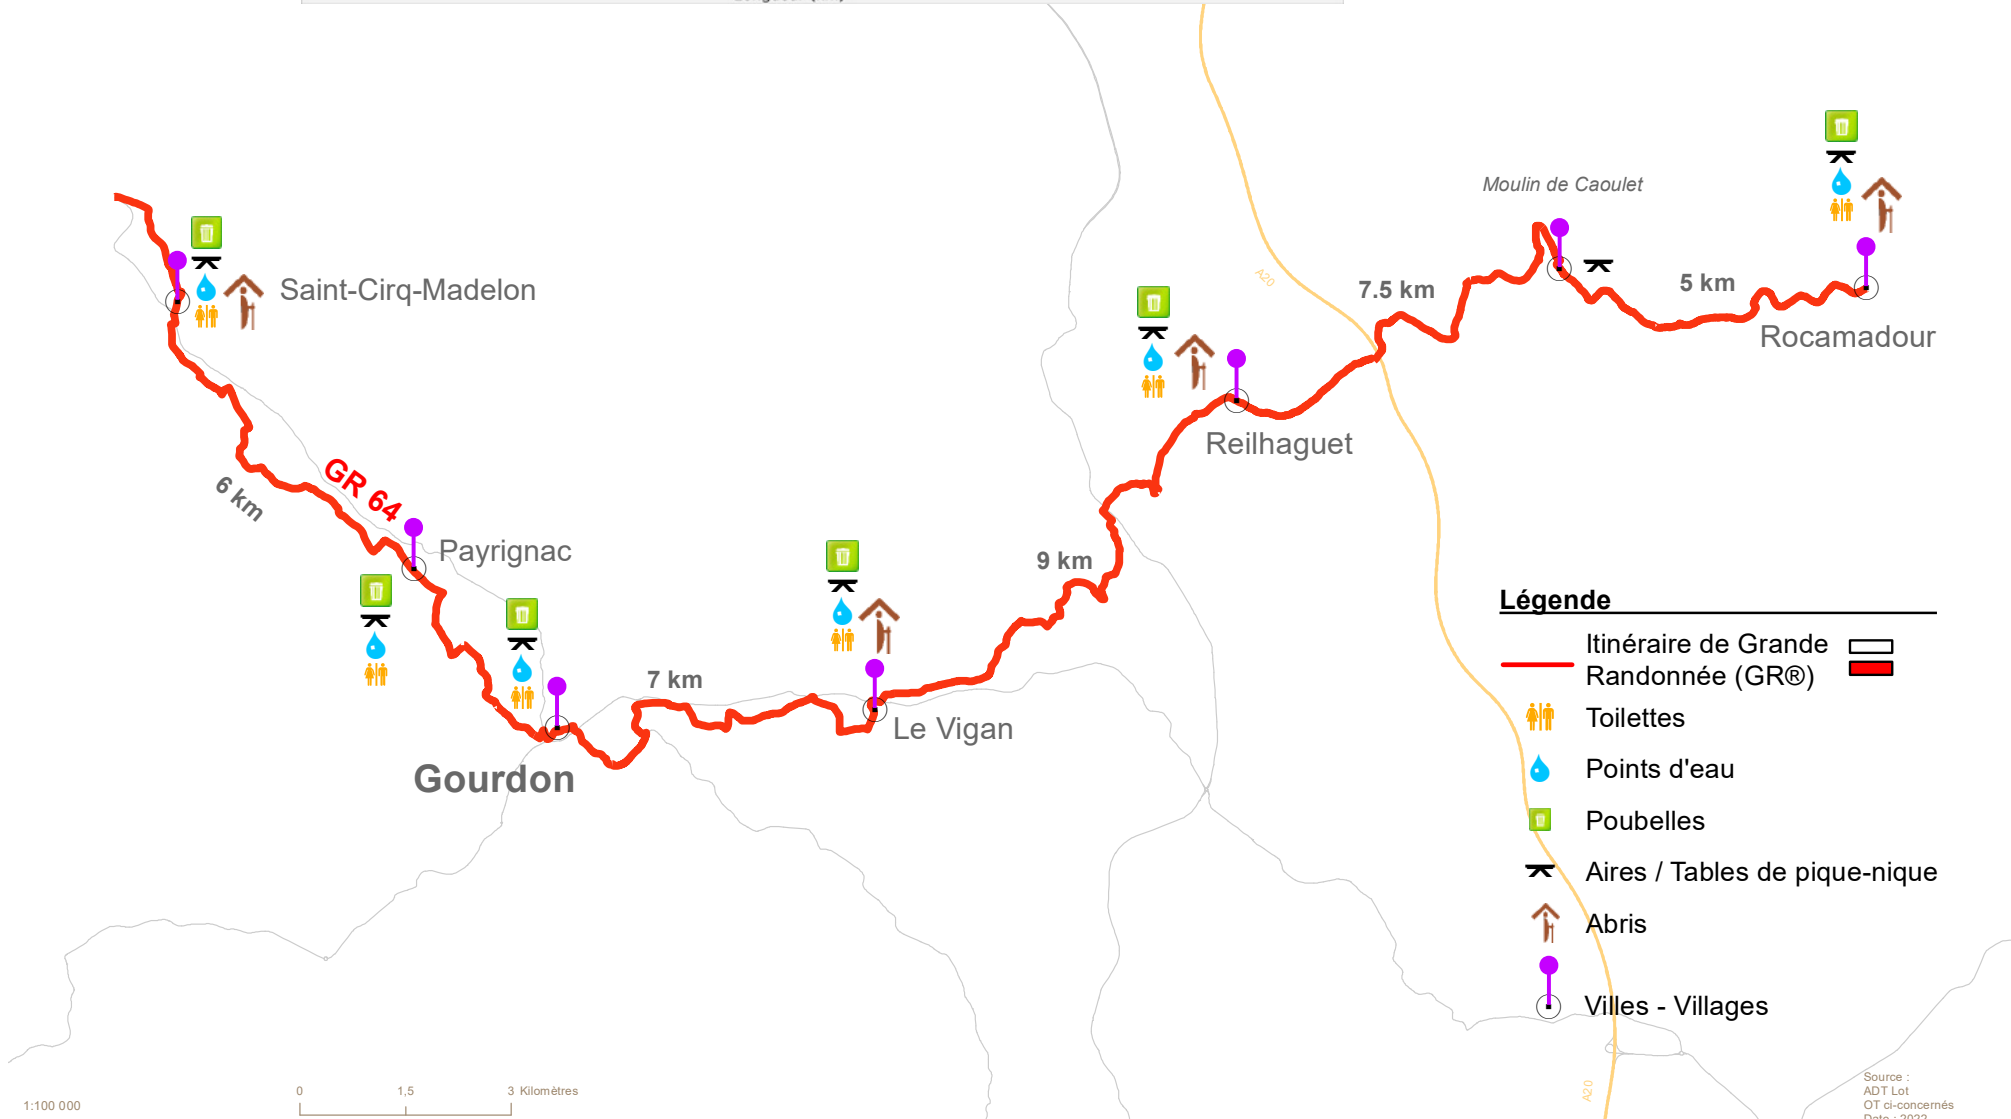 Moulin de Caoulet
Saint-Cirq-Madelon
A20
7.5 km
5 km
Rocamadour
Reilhaguet
GR 64
6 km
Payrignac
9 km
7 km
Le Vigan
Gourdon
Légende
Itinéraire de Grande
Randonnée (GR®)
Toilettes
Points d'eau
Poubelles
Aires / Tables de pique-nique
Abris
Villes - Villages
A20
0 1,5 3 Kilomètres
1:100 000
Source :
ADT Lot
OT ci-concernés
Date : 2022